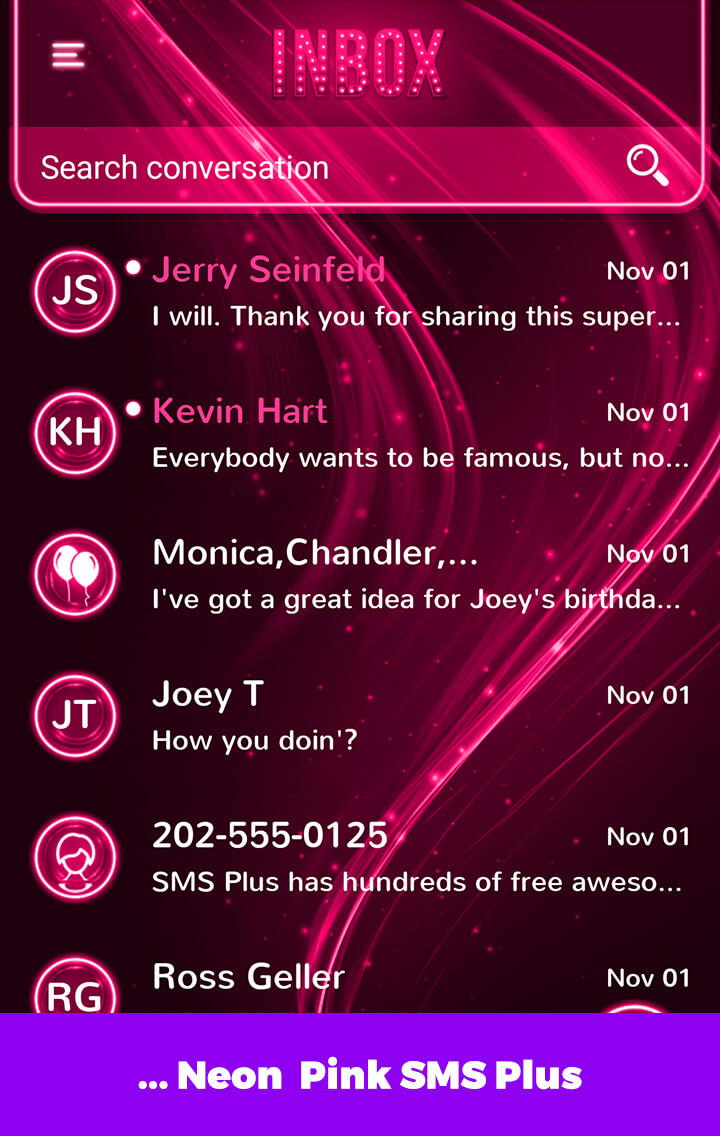 INBOX
Search conversation
JS
Jerry Seinfeld
Nov 01
I will. Thank you for sharing this super...
KH
Kevin Hart
Nov 01
Everybody wants to be famous, but no...
Monica,Chandler,...
Nov 01
I've got a great idea for Joey's birthda...
JT
Joey T
Nov 01
How you doin'?
202-555-0125
Nov 01
SMS Plus has hundreds of free aweso...
RG
Ross Geller
Nov 01
... Neon Pink SMS Plus